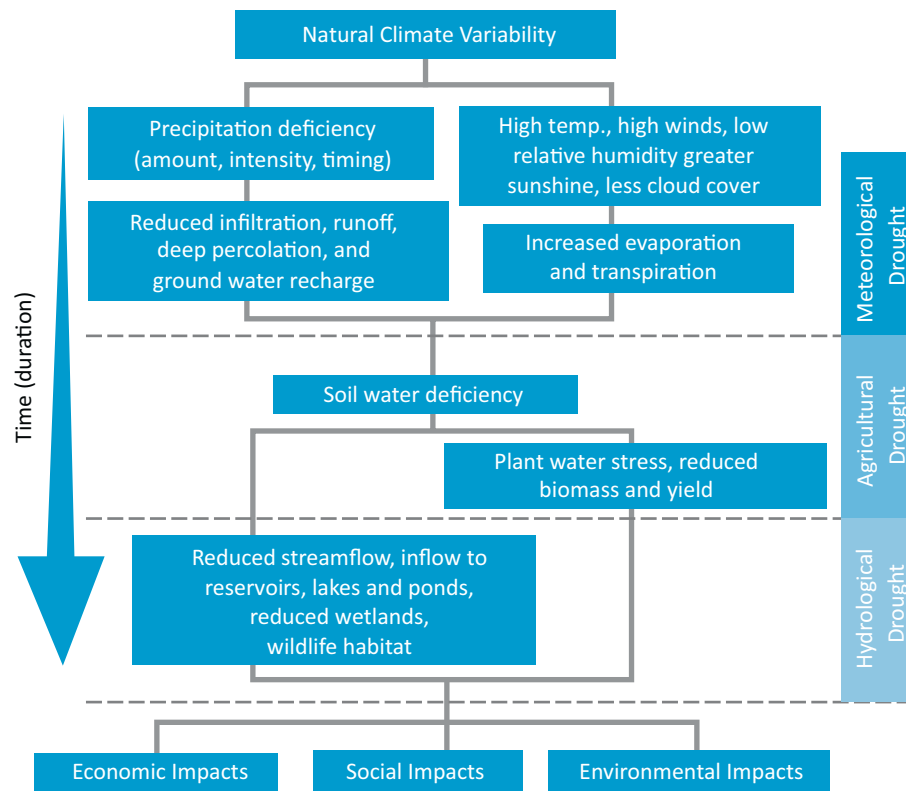 Natural Climate Variability
Precipitation deficiency
(amount, intensity, timing)
High temp., high winds, low
relative humidity greater
sunshine, less cloud cover
Reduced infiltration, runoff,
deep percolation, and
ground water recharge
Increased evaporation
and transpiration
Meteorological
Drought
Time (duration)
Soil water deficiency
Plant water stress, reduced
biomass and yield
Agricultural
Drought
Reduced streamflow, inflow to
reservoirs, lakes and ponds,
reduced wetlands,
wildlife habitat
Hydrological
Drought
Economic Impacts
Social Impacts
Environmental Impacts